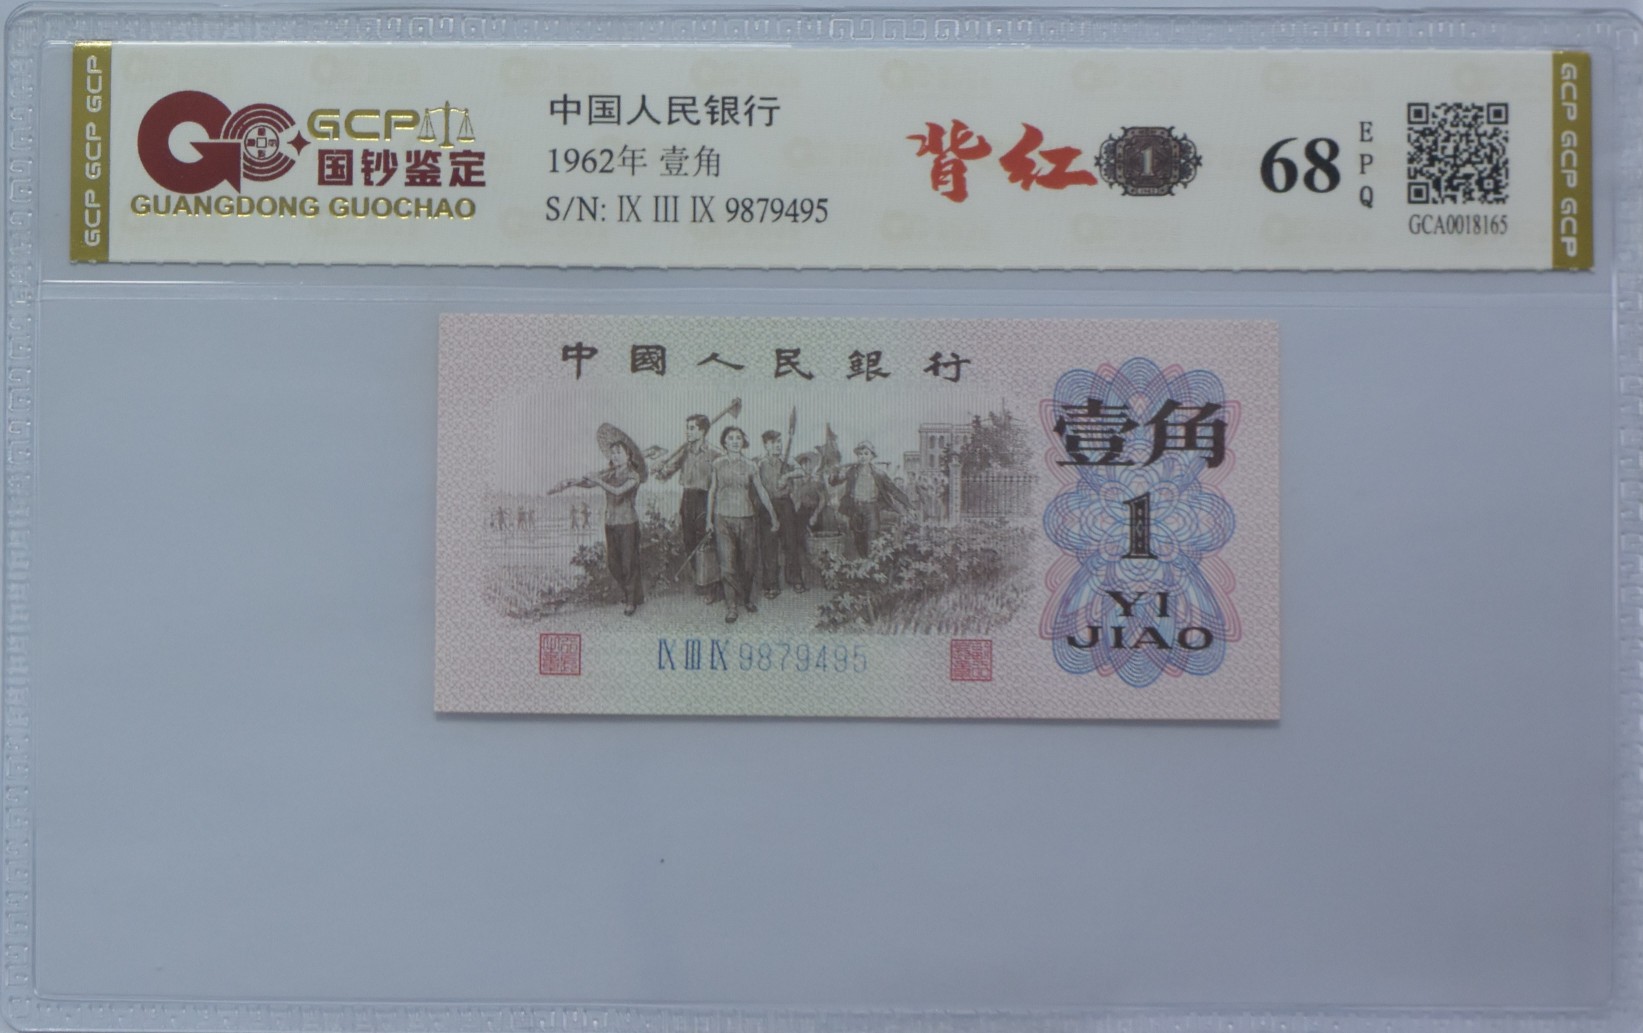 GCP GCP GCP
GCP
国钞鉴定
GUANGDONG GUOCHAO
中国人民银行
1962年 壹角
S/N: IX III IX 9879495
背红
1
68
EPQ
GCA0018165
GCP GCP GCP
中國人民銀行
壹角
1
YI
JIAO
IX III IX 9879495